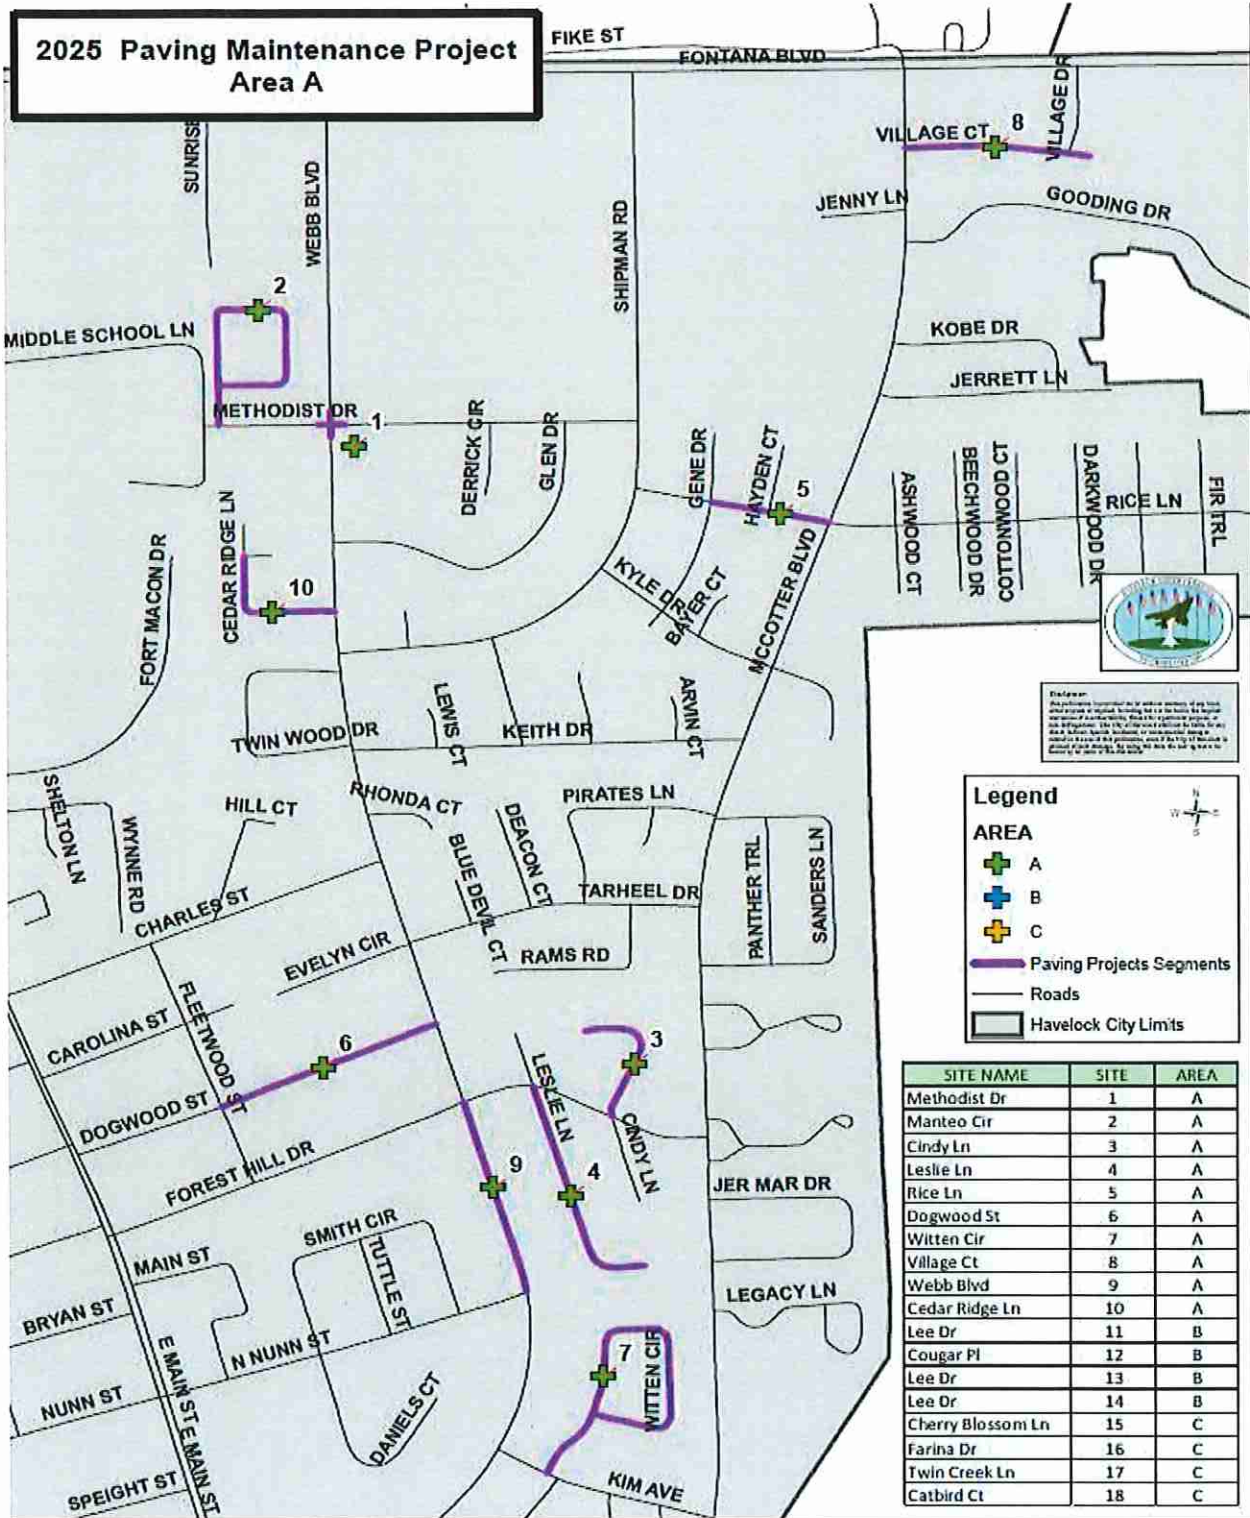 2025 Paving Maintenance Project
Area A
FIKE ST
FONTANA BLVD
VILLAGE DR
VILLAGE CT
8
SUNRISE
WEBB BLVD
SHIPMAN RD
JENNY LN
GOODING DR
2
MIDDLE SCHOOL LN
KOBE DR
JERRETT LN
METHODIST DR
1
DERRICK CIR
GLEN DR
GENE DR
HAYDEN CT
5
ASHWOOD CT
BEECHWOOD DR
COTTONWOOD CT
DARKWOOD DR
RICE LN
FIR TRL
CEDAR RIDGE LN
FORT MACON DR
10
KYLE DR
BAYER CT
MCCOTTER BLVD
TWIN WOOD DR
LEWIS CT
KEITH DR
ARVIN CT
SHELTON LN
WYNNE RD
HILL CT
RHONDA CT
PIRATES LN
BLUE DEVIL CT
DEACON CT
TARHEEL DR
PANTHER TRL
SANDERS LN
CHARLES ST
EVELYN CIR
RAMS RD
CAROLINA ST
FLEETWOOD ST
6
3
DOGWOOD ST
LESLIE LN
CINDY LN
FOREST HILL DR
9
4
JER MAR DR
SMITH CIR
MAIN ST
TUTTLE ST
LEGACY LN
BRYAN ST
N NUNN ST
7
WITTEN CIR
E MAIN ST
E MAIN ST
NUNN ST
DANIELS CT
SPEIGHT ST
KIM AVE
Legend
N
W
E
S
AREA
A
B
C
Paving Projects Segments
Roads
Havelock City Limits
SITE NAME SITE AREA
Methodist Dr 1 A
Manteo Cir 2 A
Cindy Ln 3 A
Leslie Ln 4 A
Rice Ln 5 A
Dogwood St 6 A
Witten Cir 7 A
Village Ct 8 A
Webb Blvd 9 A
Cedar Ridge Ln 10 A
Lee Dr 11 B
Cougar Pl 12 B
Lee Dr 13 B
Lee Dr 14 B
Cherry Blossom Ln 15 C
Farina Dr 16 C
Twin Creek Ln 17 C
Catbird Ct 18 C